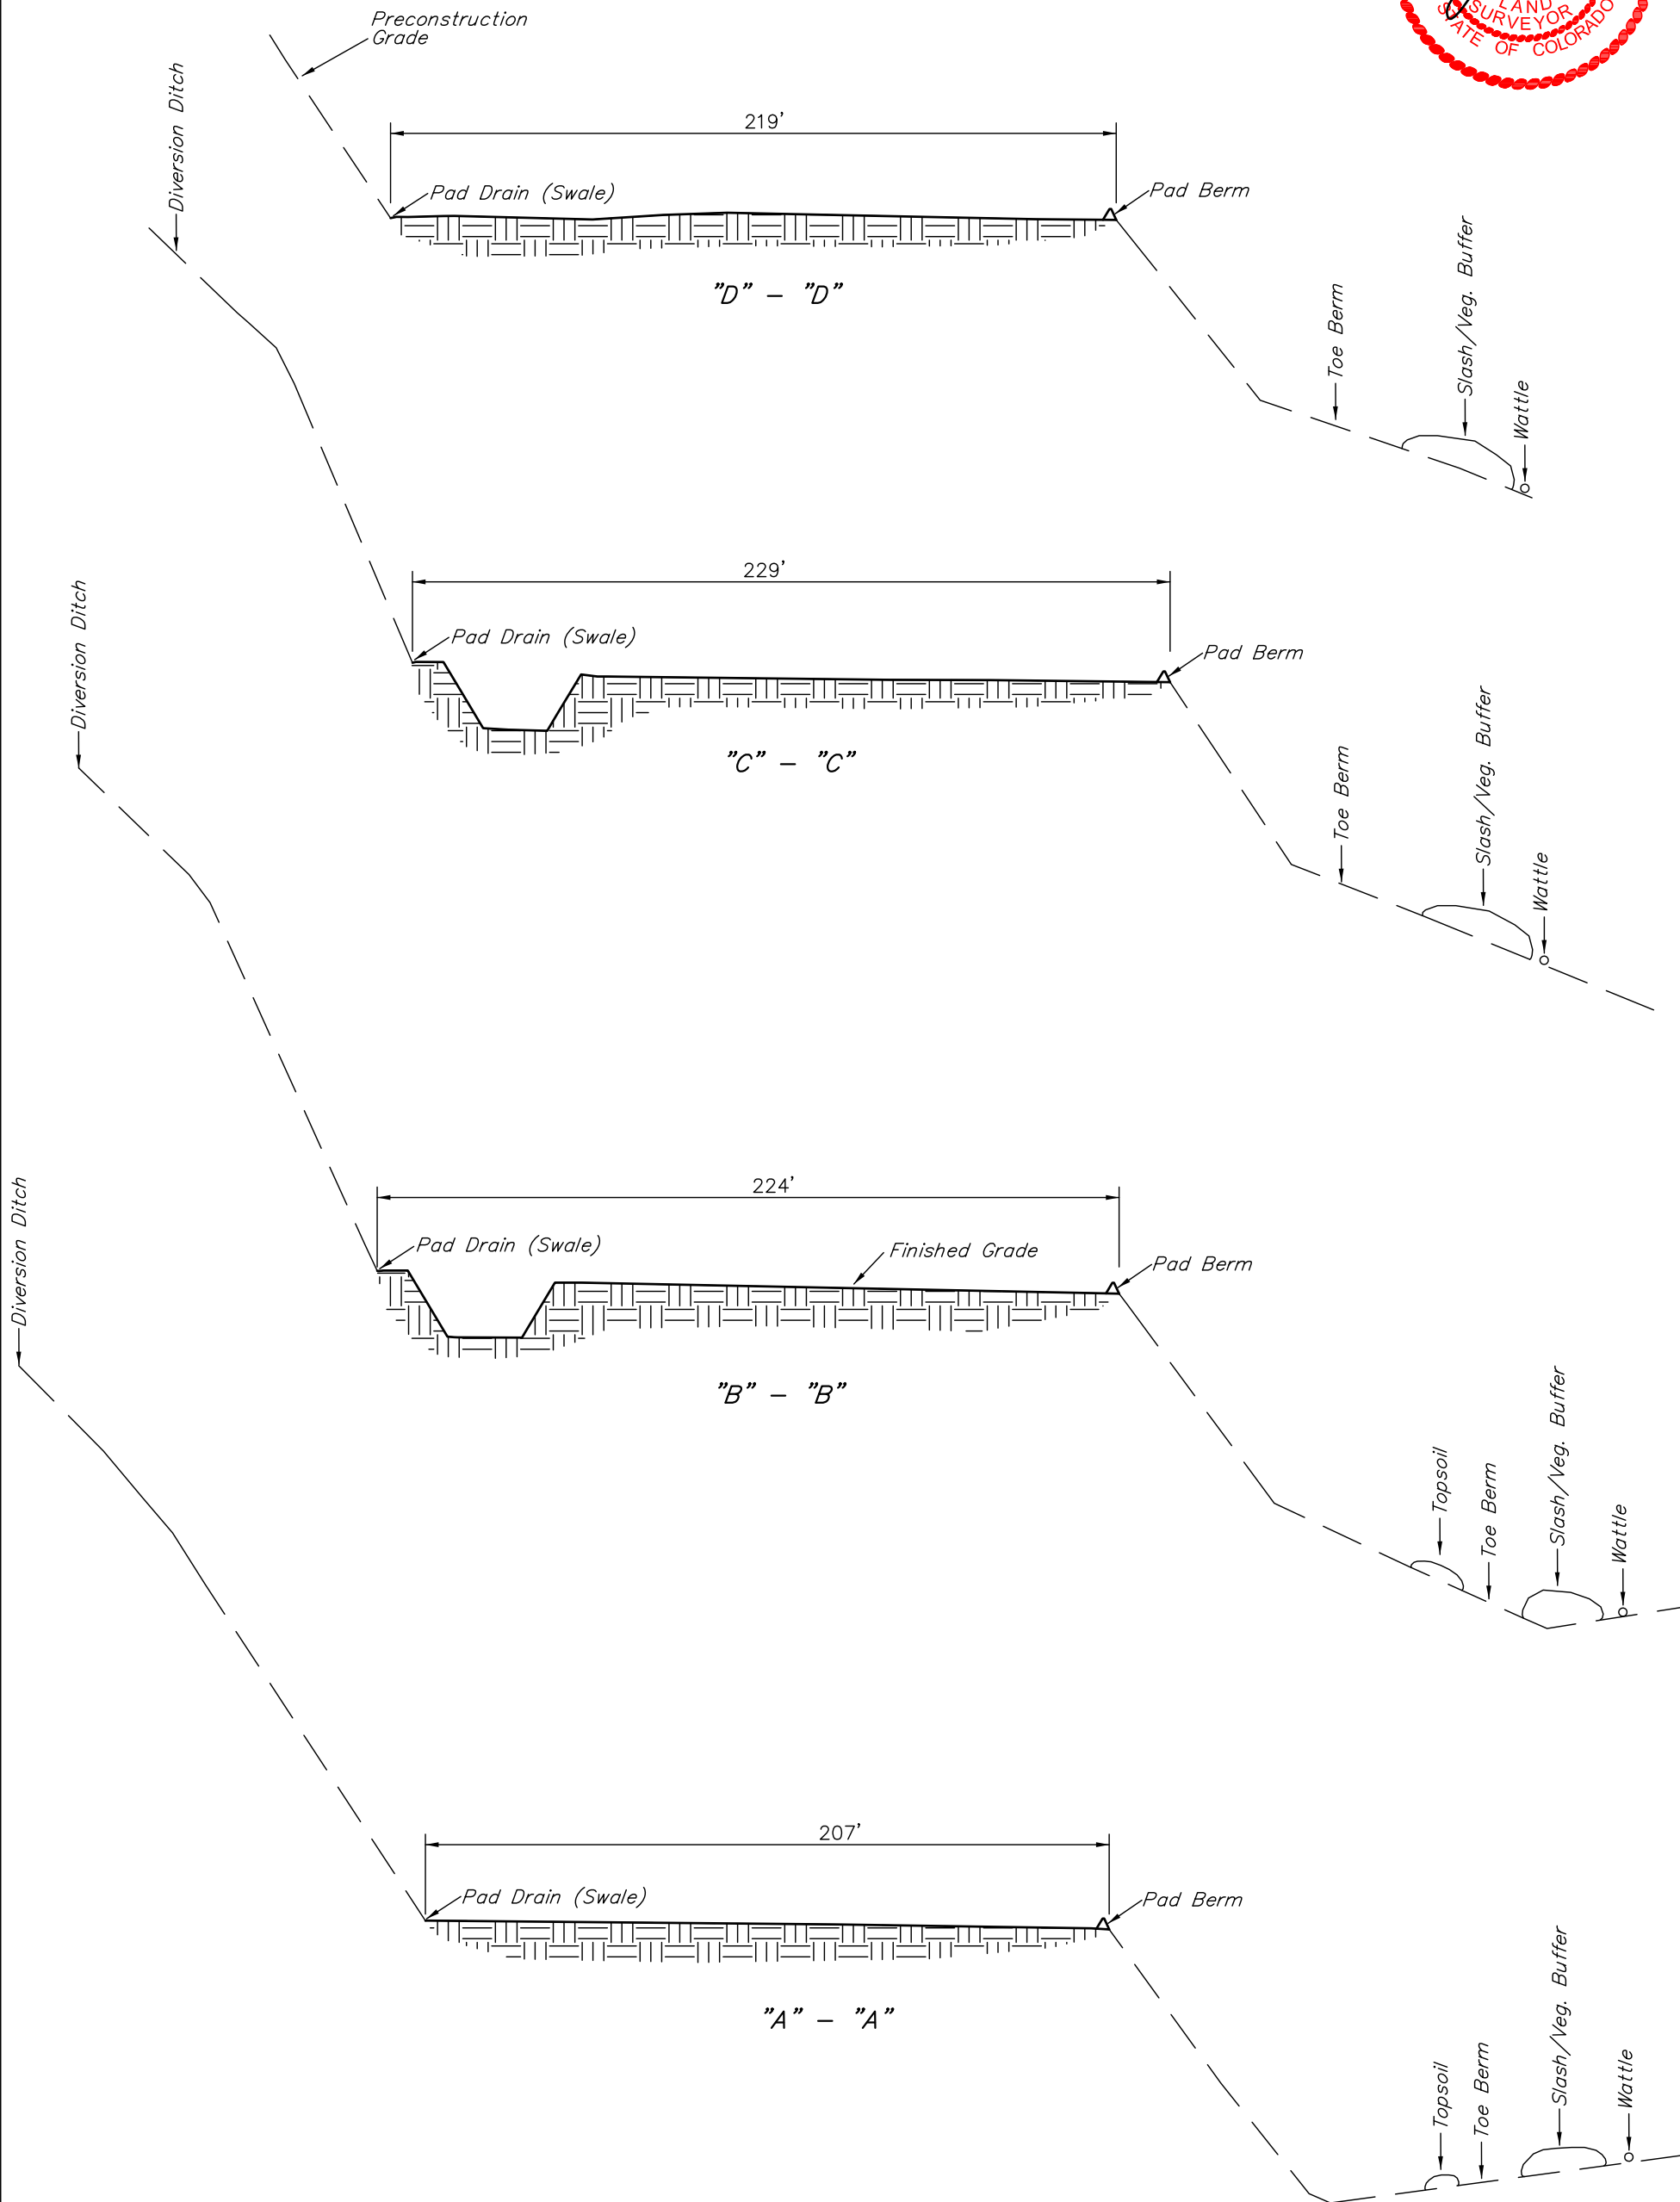 Preconstruction
Grade
LAND
SURVEYOR
STATE OF COLORADO
Diversion Ditch
219'
Pad Drain (Swale)
Pad Berm
"D" - "D"
Toe Berm
Slash/Veg. Buffer
Wattle
Diversion Ditch
229'
Pad Drain (Swale)
Pad Berm
"C" - "C"
Toe Berm
Slash/Veg. Buffer
Wattle
Diversion Ditch
224'
Pad Drain (Swale)
Finished Grade
Pad Berm
"B" - "B"
Topsoil
Toe Berm
Slash/Veg. Buffer
Wattle
207'
Pad Drain (Swale)
Pad Berm
"A" - "A"
Topsoil
Toe Berm
Slash/Veg. Buffer
Wattle